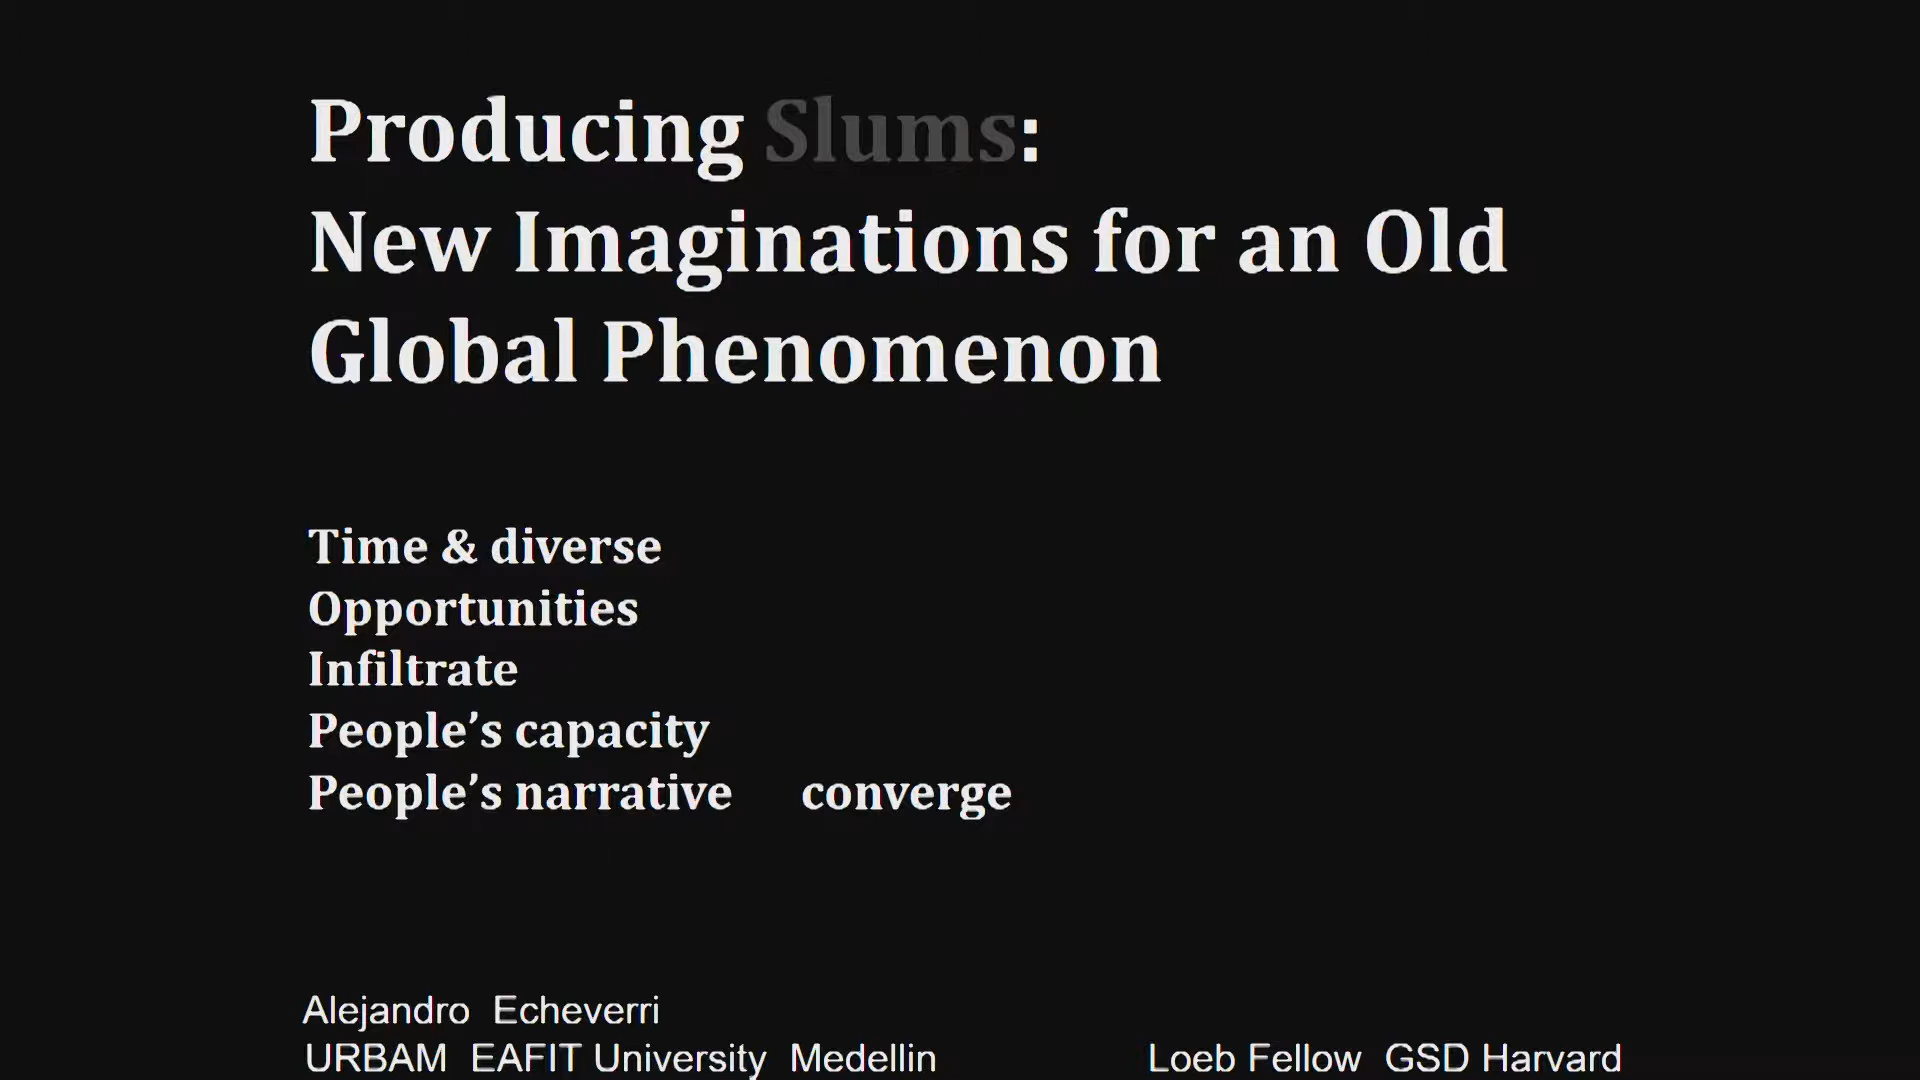 Producing Slums:
New Imaginations for an Old
Global Phenomenon
Time & diverse
Opportunities
Infiltrate
People’s capacity
People’s narrative converge
Alejandro Echeverri
URBAM EAFIT University Medellin Loeb Fellow GSD Harvard